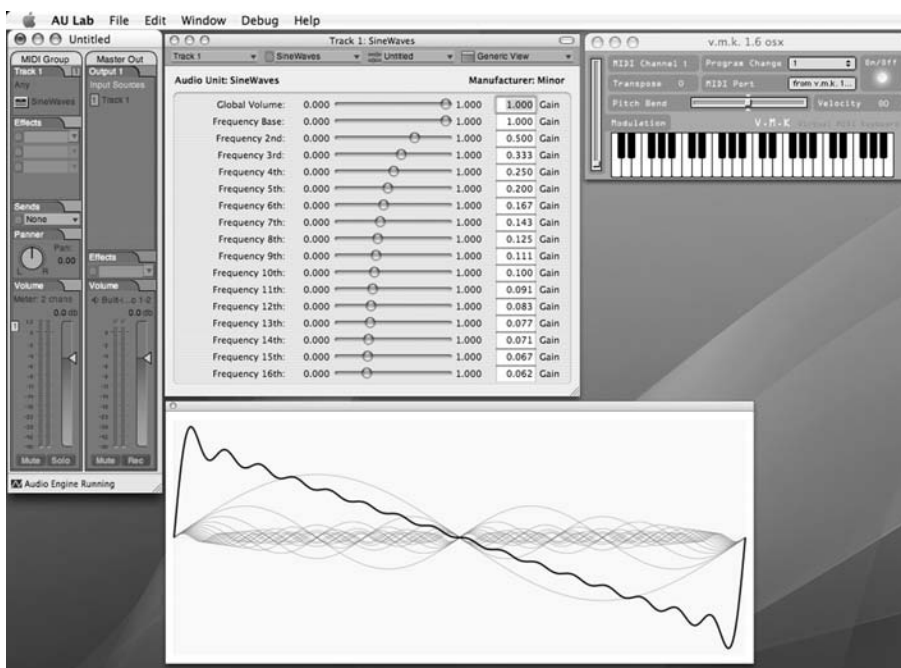 AU Lab File Edit Window Debug Help
Untitled
MIDI Group Master Out
Track 1 1 Output 1
Any Input Sources
SineWaves 1 Track 1
Effects
Sends
None
Panner
Pan:
0.00
L R
Effects
Volume Volume
Meter: 2 chans
0.0 db 0.0 db
1
Mute Solo Mute Rec
Audio Engine Running
Track 1: SineWaves
Track 1 SineWaves Untitled Generic View
Audio Unit: SineWaves Manufacturer: Minor
Global Volume: 0.000 1.000 1.000 Gain
Frequency Base: 0.000 1.000 1.000 Gain
Frequency 2nd: 0.000 1.000 0.500 Gain
Frequency 3rd: 0.000 1.000 0.333 Gain
Frequency 4th: 0.000 1.000 0.250 Gain
Frequency 5th: 0.000 1.000 0.200 Gain
Frequency 6th: 0.000 1.000 0.167 Gain
Frequency 7th: 0.000 1.000 0.143 Gain
Frequency 8th: 0.000 1.000 0.125 Gain
Frequency 9th: 0.000 1.000 0.111 Gain
Frequency 10th: 0.000 1.000 0.100 Gain
Frequency 11th: 0.000 1.000 0.091 Gain
Frequency 12th: 0.000 1.000 0.083 Gain
Frequency 13th: 0.000 1.000 0.077 Gain
Frequency 14th: 0.000 1.000 0.071 Gain
Frequency 15th: 0.000 1.000 0.067 Gain
Frequency 16th: 0.000 1.000 0.062 Gain
v.m.k. 1.6 osx
MIDI Channel 1 Program Change 1 On/Off
Transpose 0 MIDI Port from v.m.k. 1...
Pitch Bend Velocity 80
Modulation V.M.K Virtual MIDI Keyboard